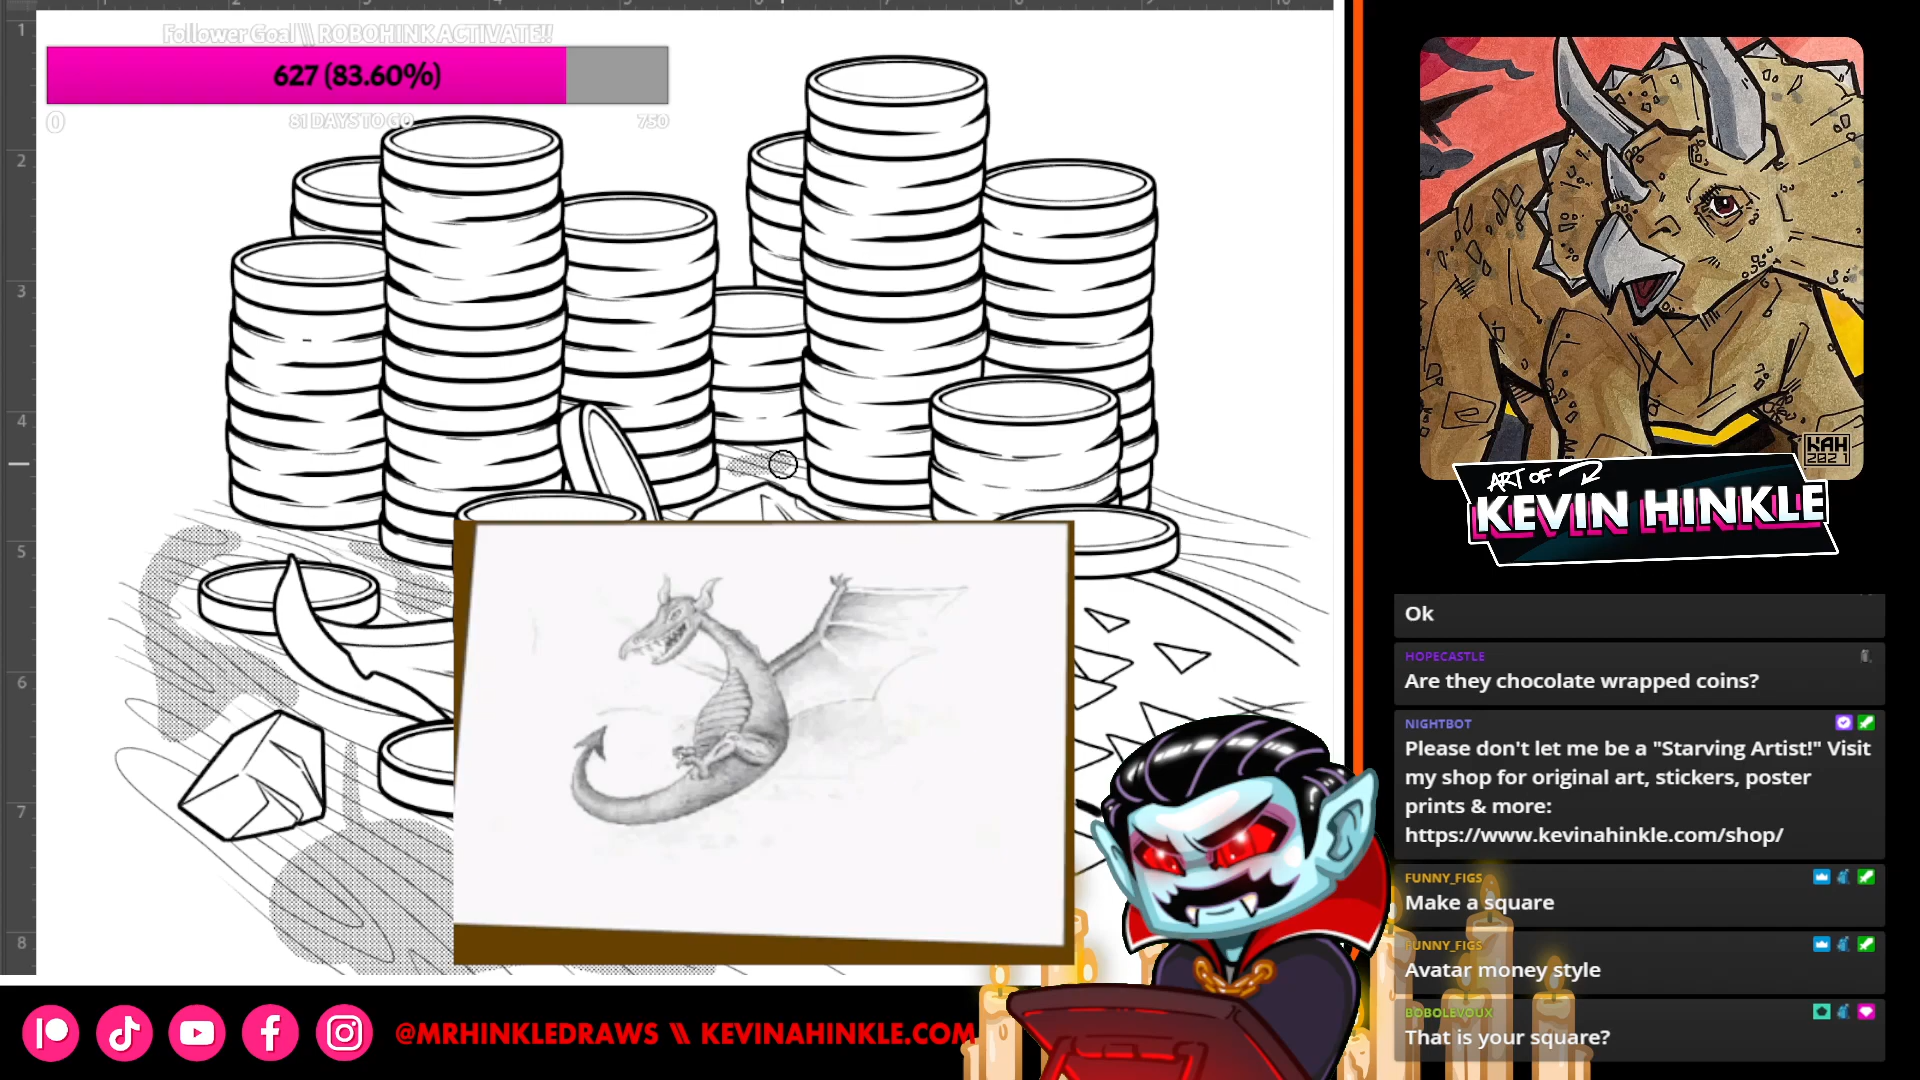 1
2
3
4
5
6
7
8
Follower Goal \\ ROBOHINK ACTIVATE!!
627 (83.60%)
0
81 DAYS TO GO
750
KAH
2021
ART OF
KEVIN HINKLE
Ok
HOPECASTLE
Are they chocolate wrapped coins?
NIGHTBOT
Please don't let me be a "Starving Artist!" Visit
my shop for original art, stickers, poster
prints & more:
https://www.kevinahinkle.com/shop/
FUNNY_FIGS
Make a square
FUNNY_FIGS
Avatar money style
BOBOLEVOUX
That is your square?
@MRHINKLEDRAWS \\ KEVINAHINKLE.COM